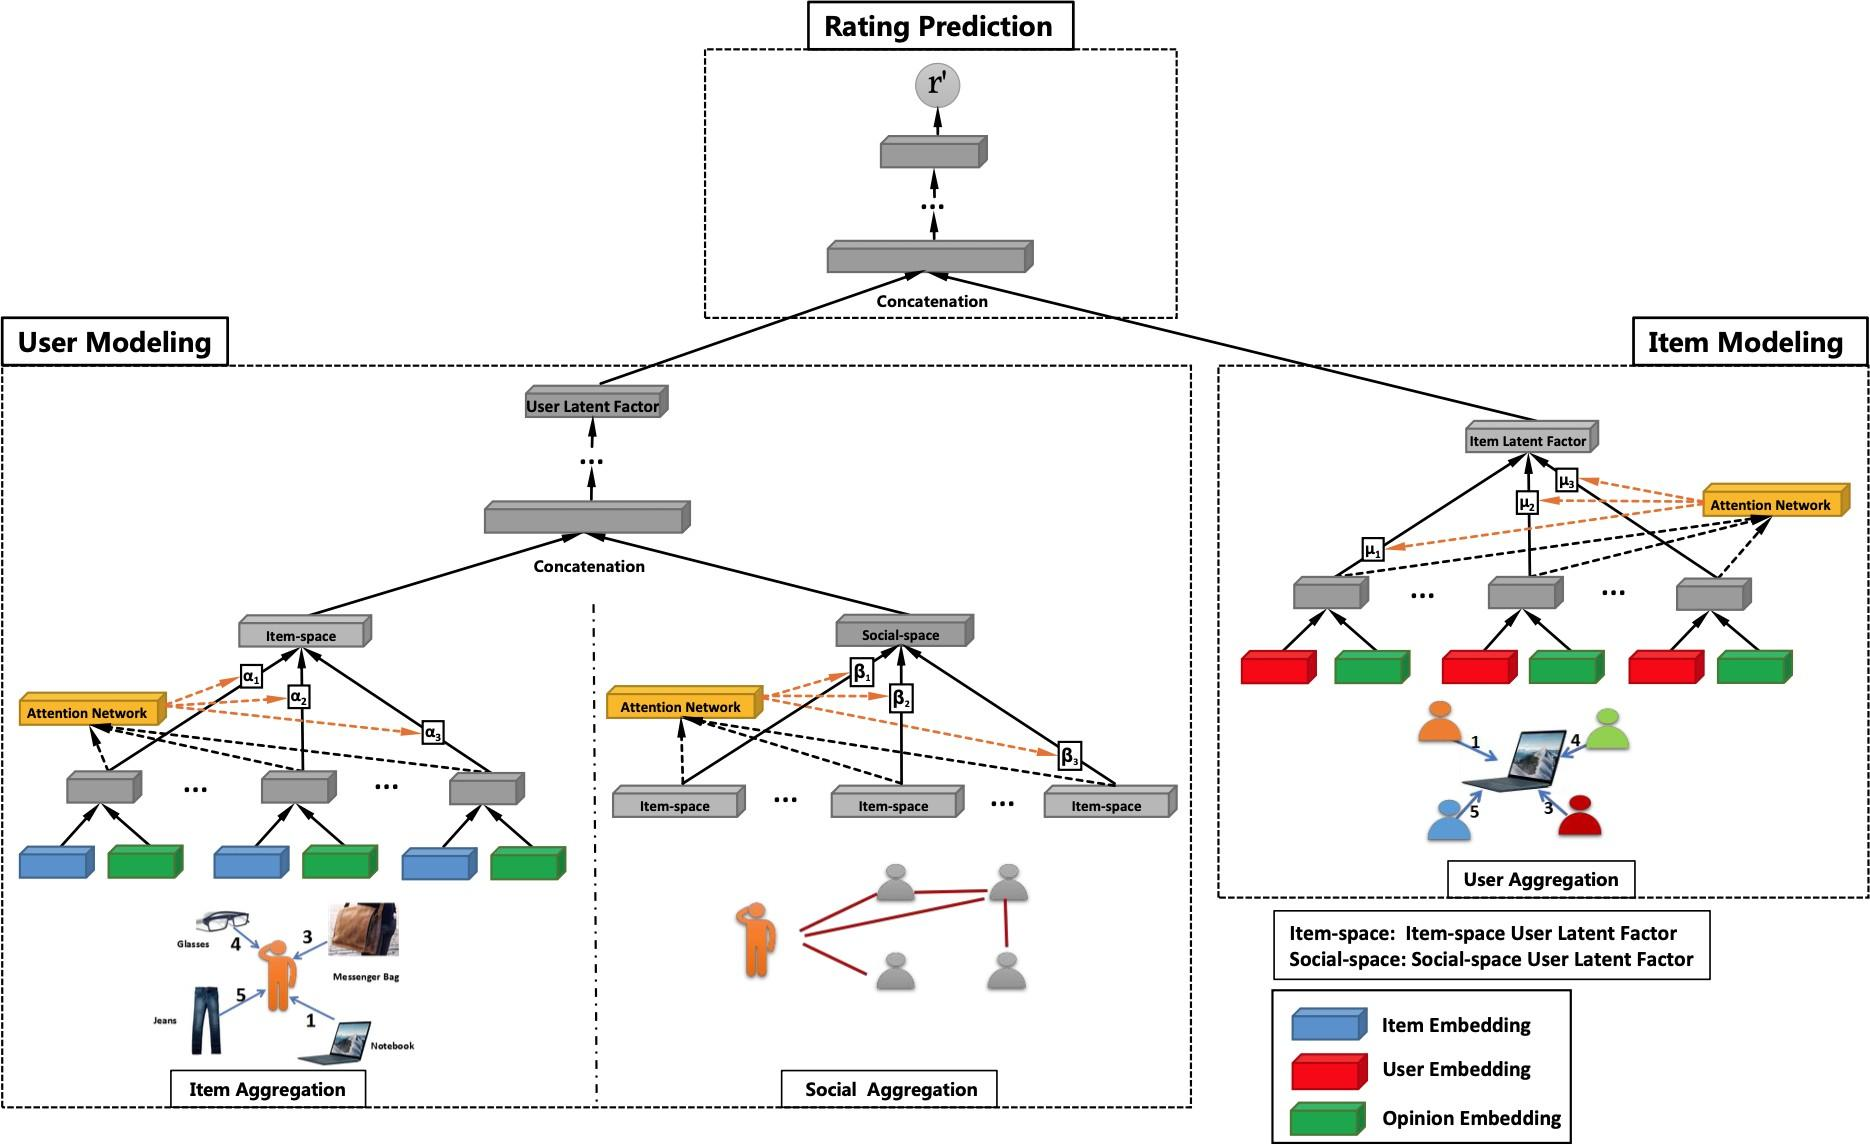 Rating Prediction
r'
...
Concatenation
User Modeling
User Latent Factor
...
Concatenation
Item-space
Social-space
α1
α2
α3
Attention Network
β1
β2
β3
Attention Network
... ...
Item-space ... Item-space ... Item-space
Glasses
4
3
Messenger Bag
5
Jeans
1
Notebook
Item Aggregation
Social Aggregation
Item Modeling
Item Latent Factor
μ3
μ2
μ1
Attention Network
... ...
1
4
5
3
User Aggregation
Item-space: Item-space User Latent Factor
Social-space: Social-space User Latent Factor
Item Embedding
User Embedding
Opinion Embedding